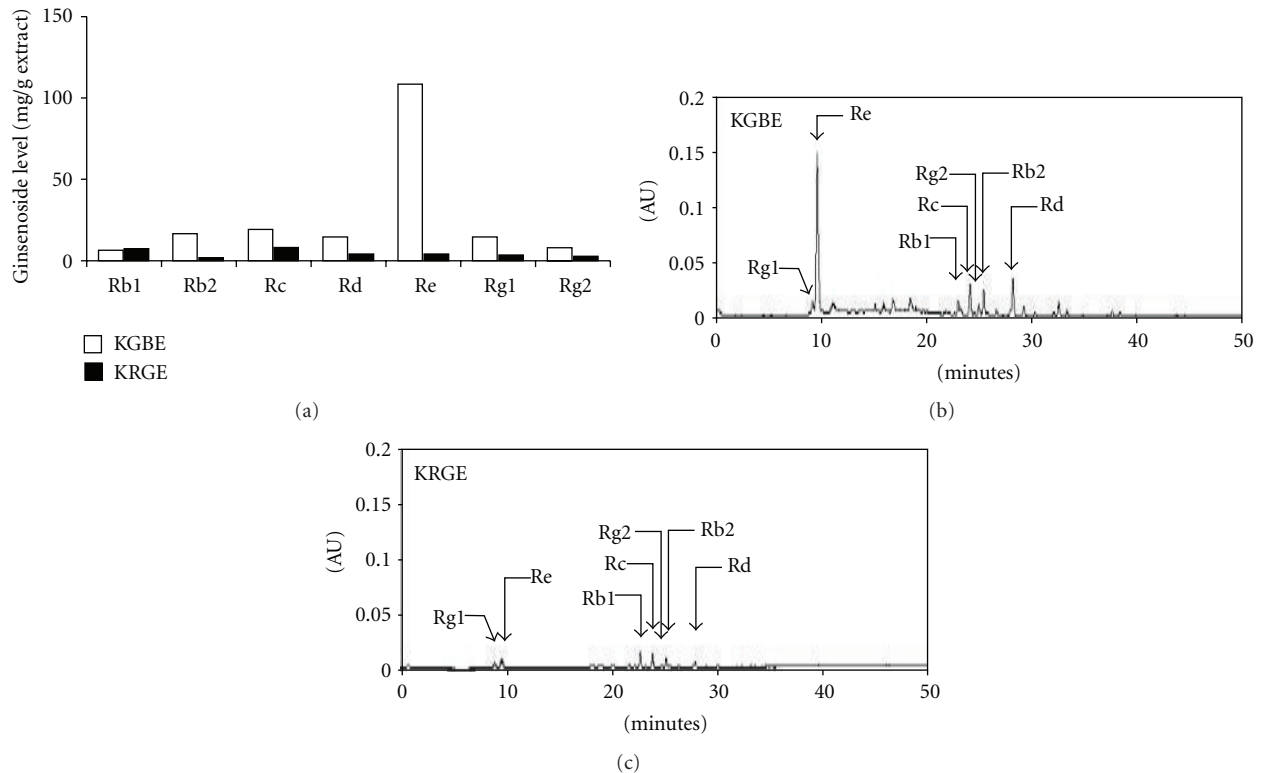 Ginsenoside level (mg/g extract)
150
100
50
0
Rb1 Rb2 Rc Rd Re Rg1 Rg2
KGBE
KRGE
(a)
KGBE
(AU)
0.2
0.15
0.1
0.05
0
Rg1
Re
Rb1
Rc
Rg2
Rb2
Rd
0 10 20 30 40 50
(minutes)
(b)
KRGE
(AU)
0.2
0.15
0.1
0.05
0
Rg1
Re
Rb1
Rc
Rg2
Rb2
Rd
0 10 20 30 40 50
(minutes)
(c)